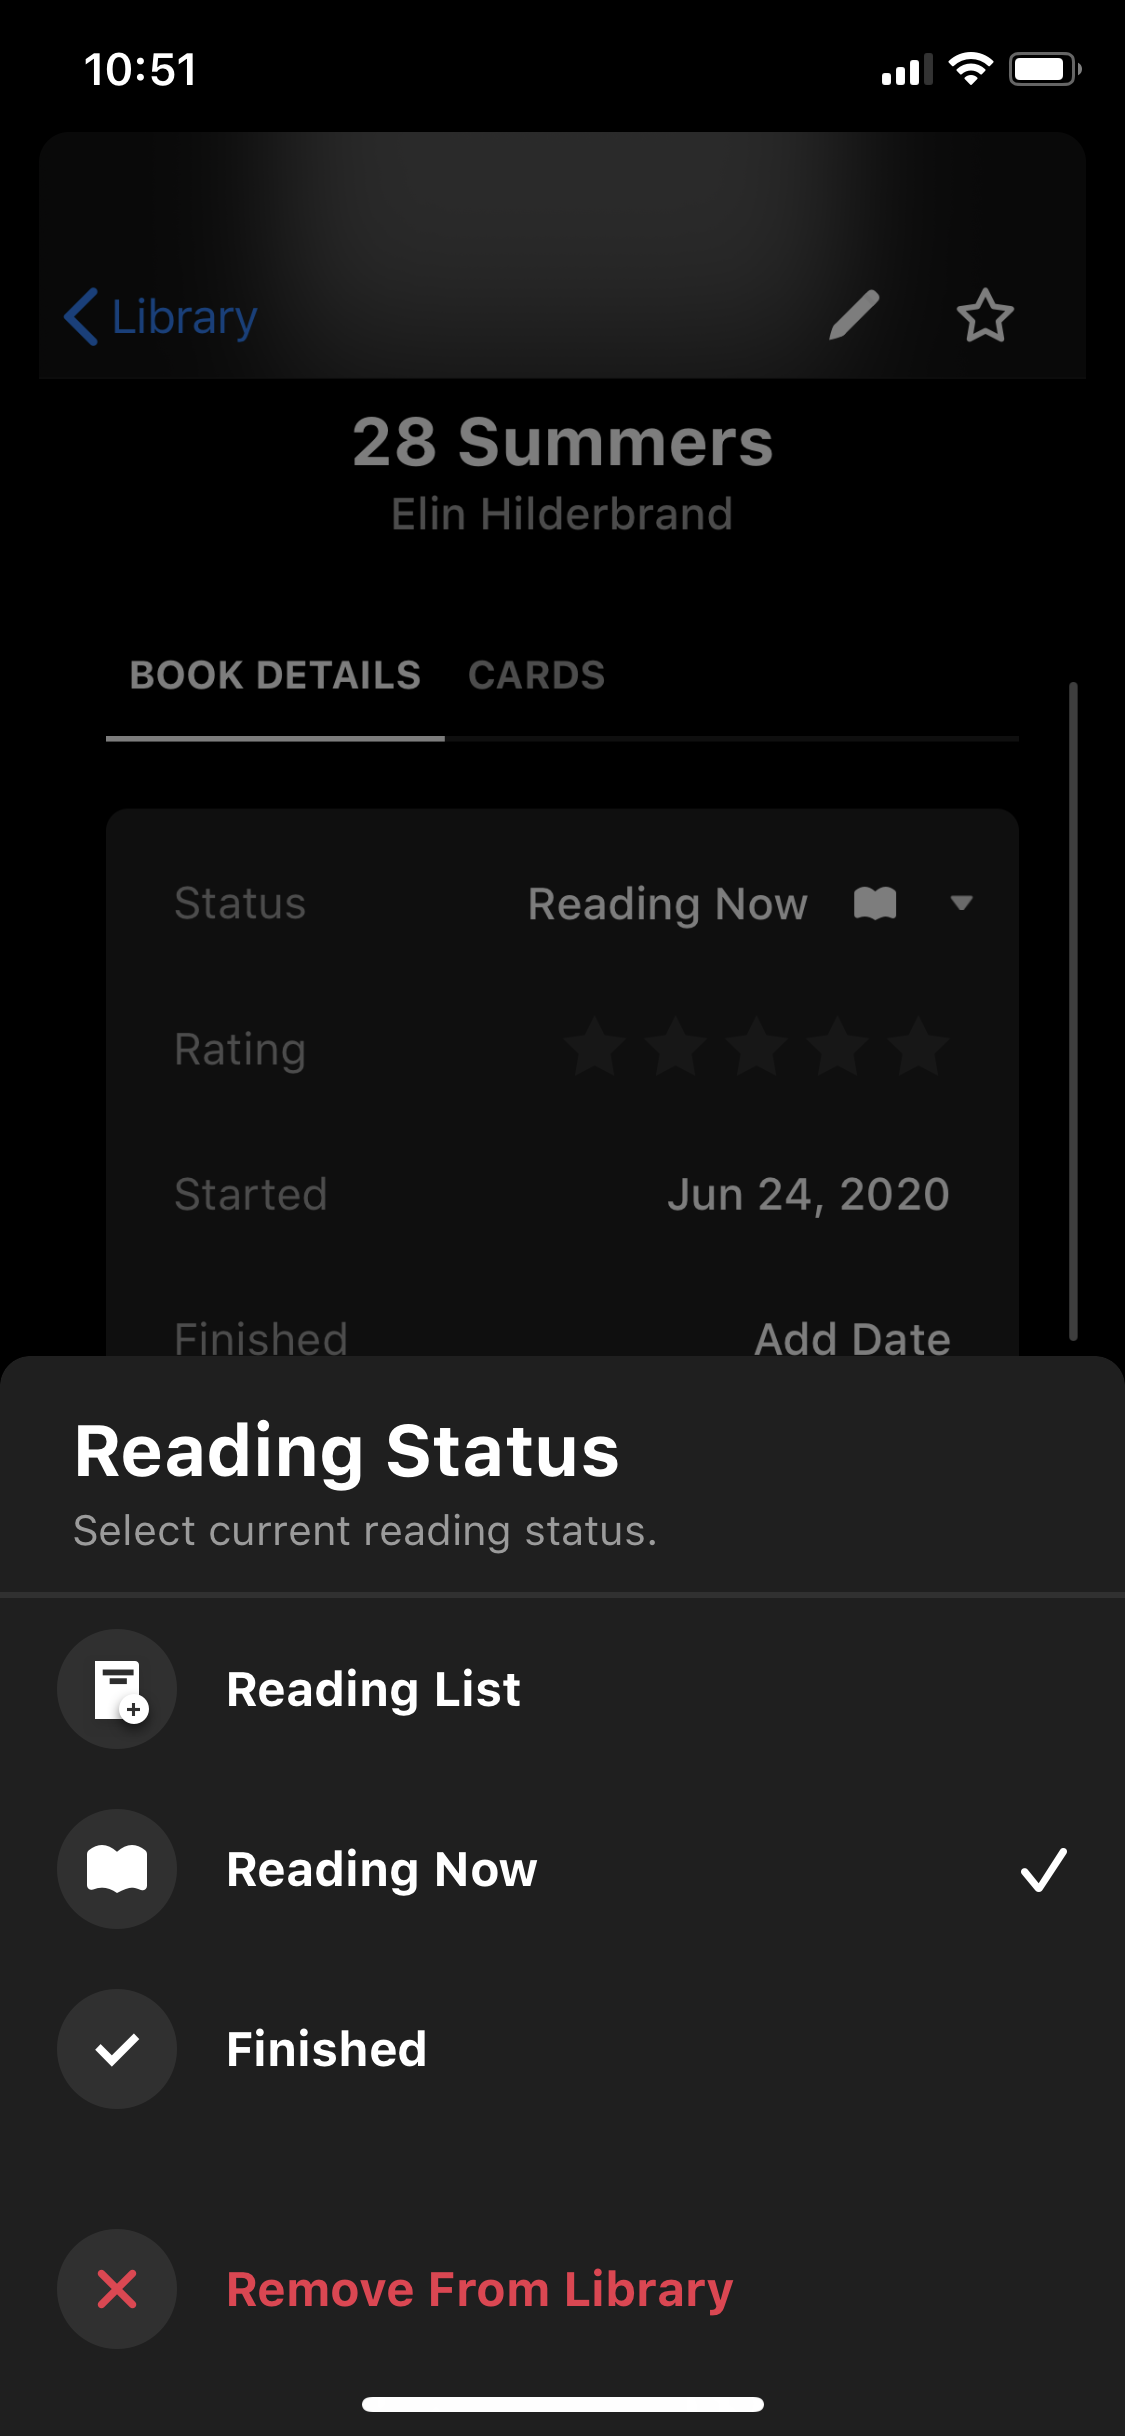 10:51
Library
28 Summers
Elin Hilderbrand
BOOK DETAILS CARDS
Status Reading Now
Rating
Started Jun 24, 2020
Finished Add Date
Reading Status
Select current reading status.
Reading List
Reading Now
Finished
Remove From Library